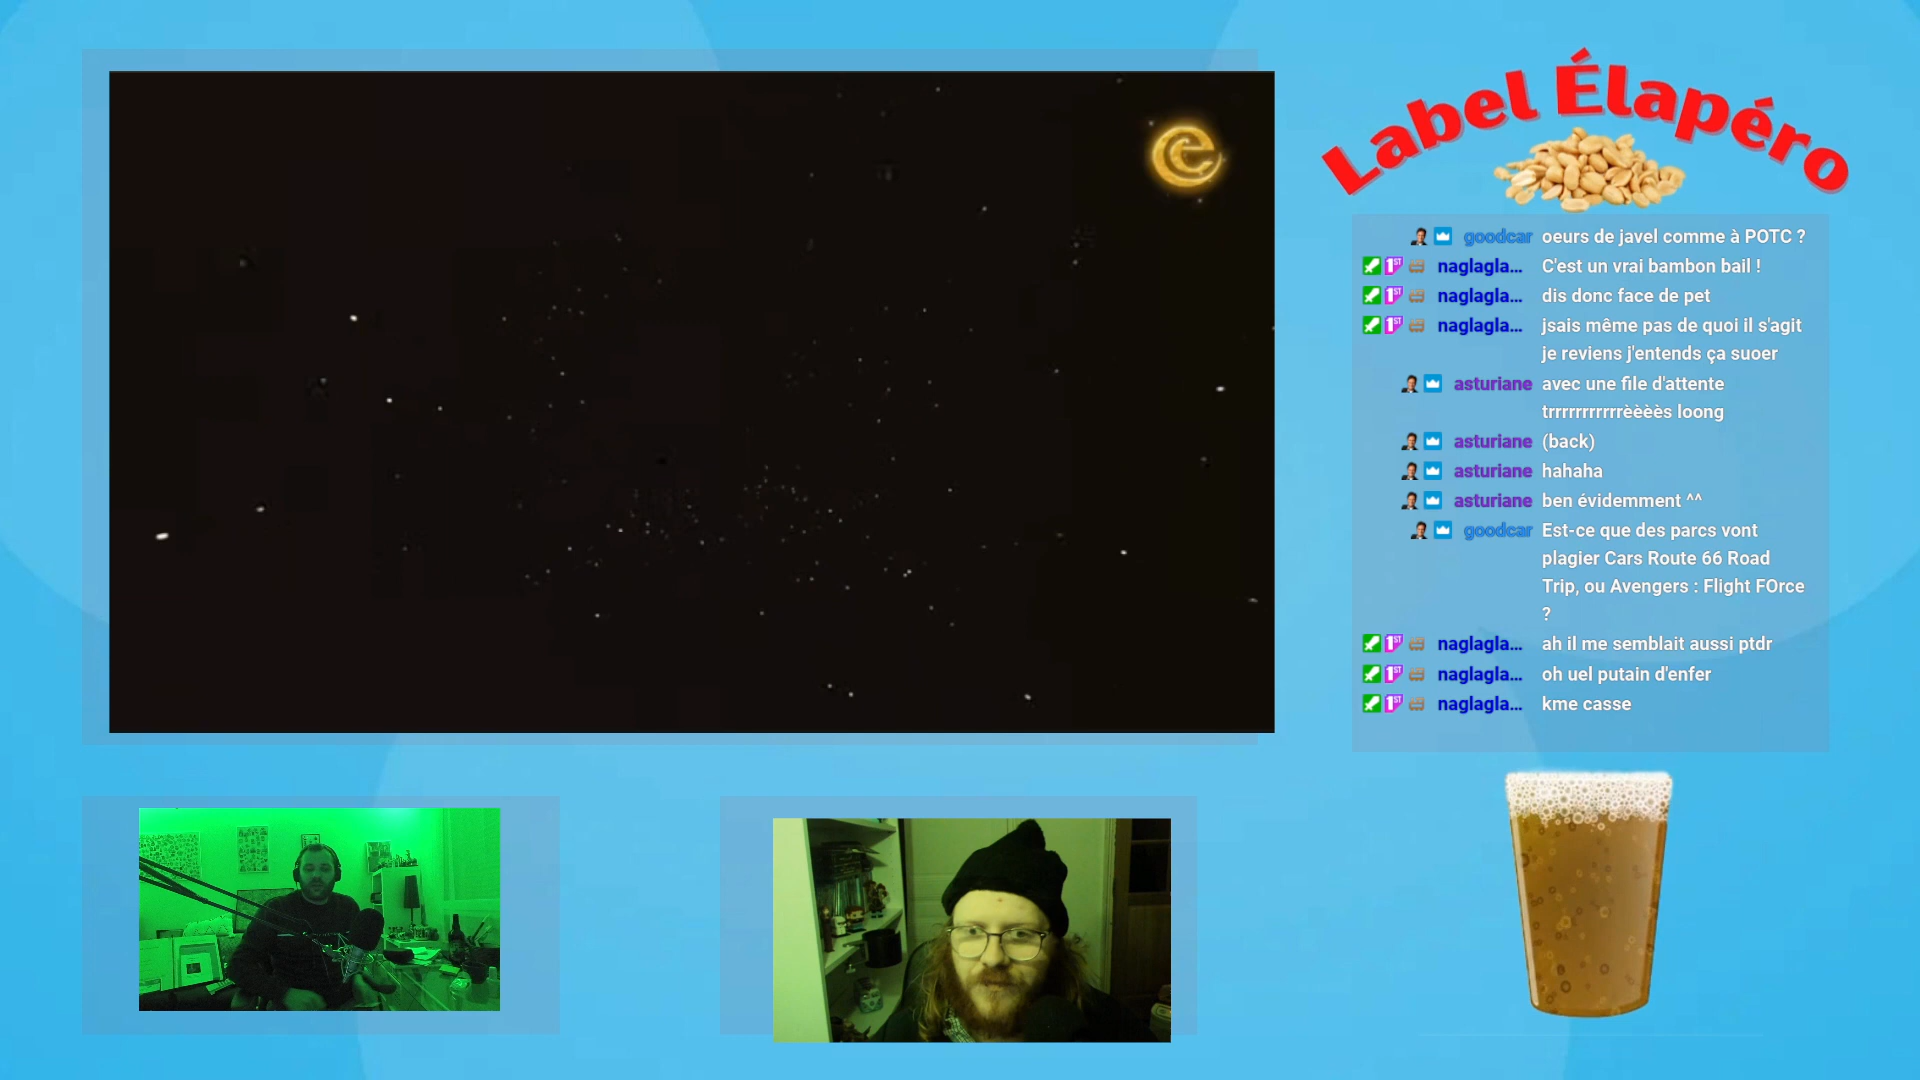 Label Élapéro
goodcar oeurs de javel comme à POTC ?
naglagla... C'est un vrai bambon bail !
naglagla... dis donc face de pet
naglagla... jsais même pas de quoi il s'agit
je reviens j'entends ça suoer
asturiane avec une file d'attente
trrrrrrrrrrrèèèès loong
asturiane (back)
asturiane hahaha
asturiane ben évidemment ^^
goodcar Est-ce que des parcs vont
plagier Cars Route 66 Road
Trip, ou Avengers : Flight FOrce
?
naglagla... ah il me semblait aussi ptdr
naglagla... oh uel putain d'enfer
naglagla... kme casse